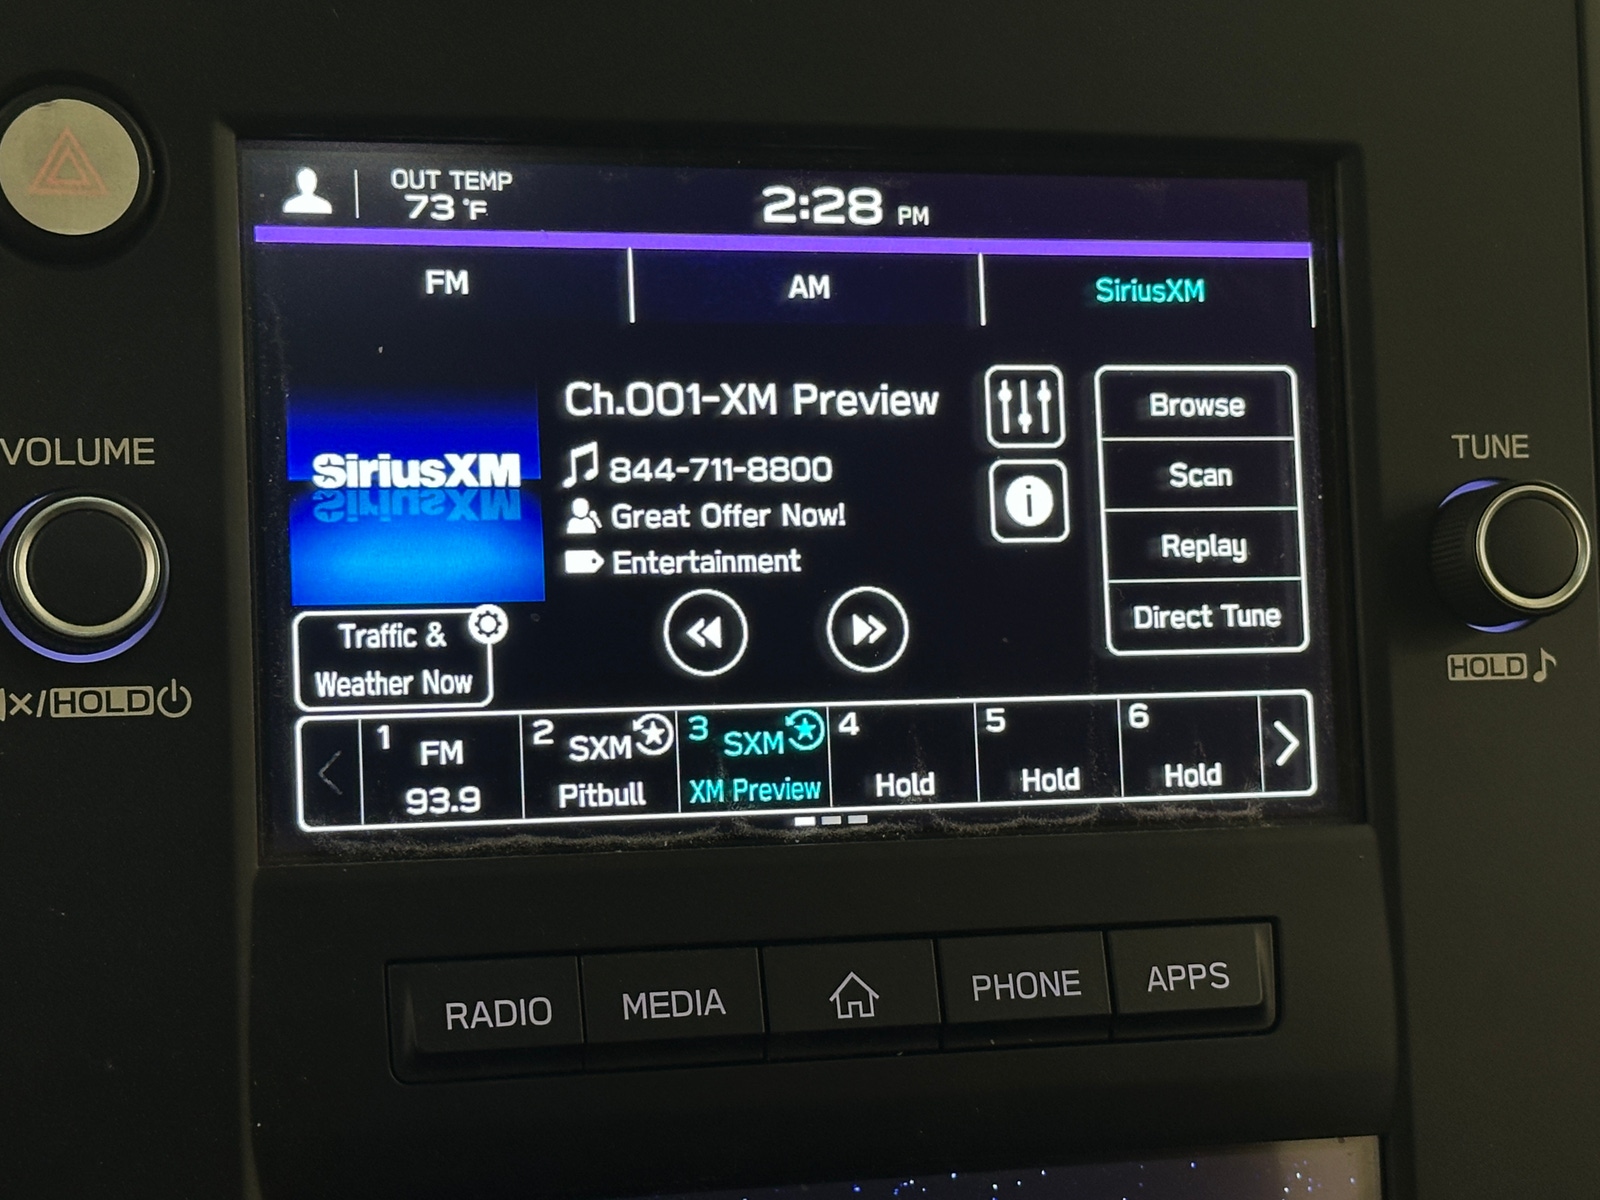 OUT TEMP
73 °F
2:28 PM
FM
AM
SiriusXM
Ch.001-XM Preview
SiriusXM
844-711-8800
Great Offer Now!
Entertainment
Browse
Scan
Replay
Direct Tune
Traffic &
Weather Now
1
FM
93.9
2
SXM
Pitbull
3
SXM
XM Preview
4
Hold
5
Hold
6
Hold
VOLUME
/HOLD
TUNE
HOLD
RADIO
MEDIA
PHONE
APPS